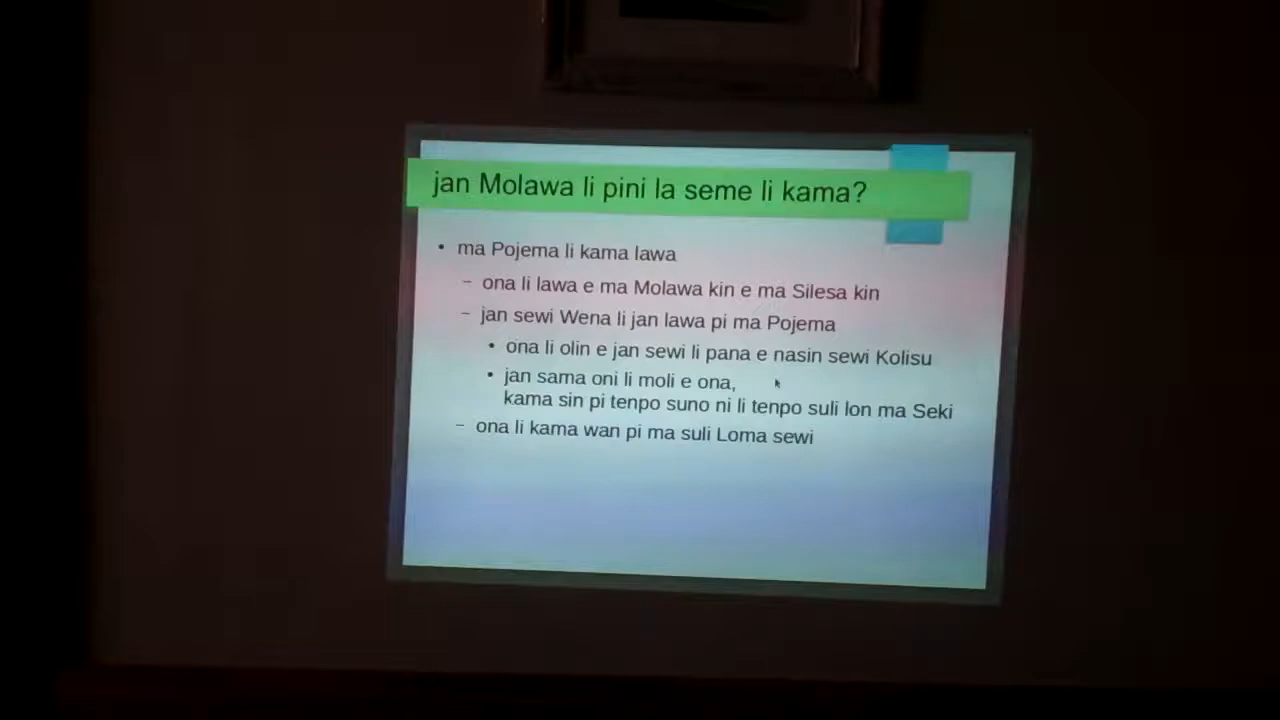 jan Molawa li pini la seme li kama?
• ma Pojema li kama lawa
– ona li lawa e ma Molawa kin e ma Silesa kin
– jan sewi Wena li jan lawa pi ma Pojema
• ona li olin e jan sewi li pana e nasin sewi Kolisu
• jan sama oni li moli e ona,
kama sin pi tenpo suno ni li tenpo suli lon ma Seki
– ona li kama wan pi ma suli Loma sewi